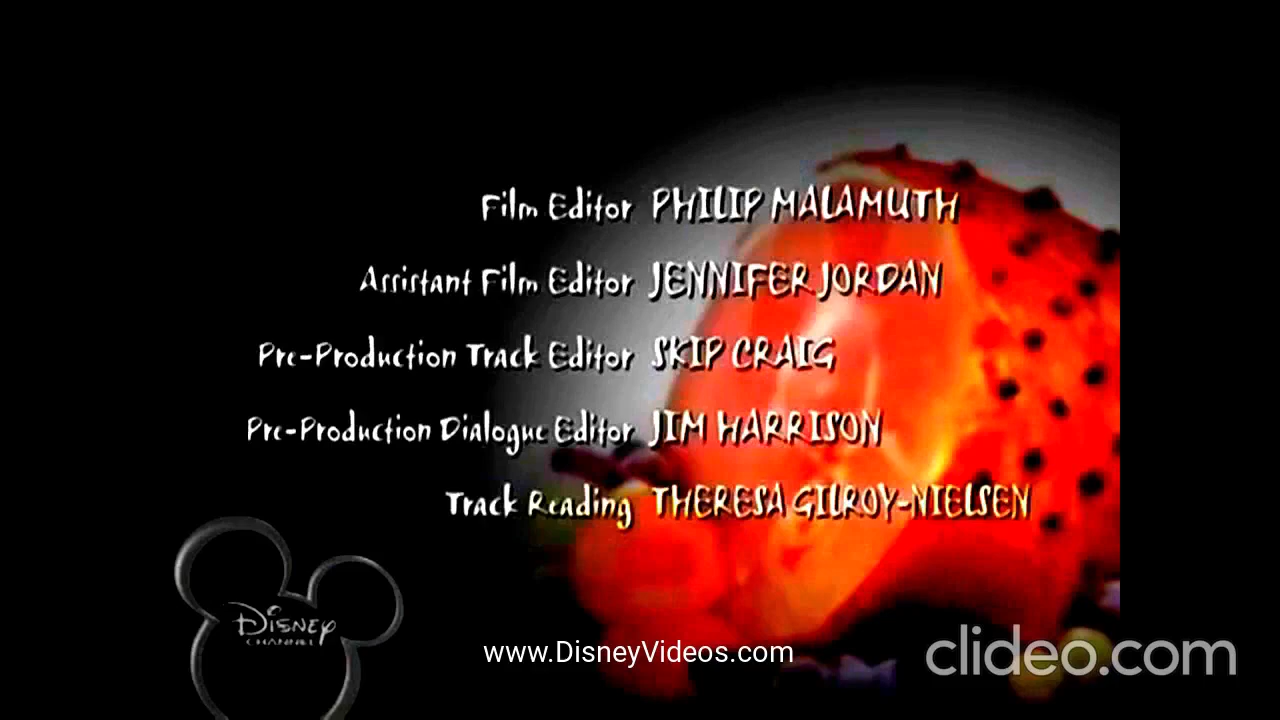 Film Editor PHILIP MALAMUTH
Assistant Film Editor JENNIFER JORDAN
Pre-Production Track Editor SKIP CRAIG
Pre-Production Dialogue Editor JIM HARRISON
Track Reading THERESA GILROY-NIELSEN
DISNEY
CHANNEL
www.DisneyVideos.com
clideo.com